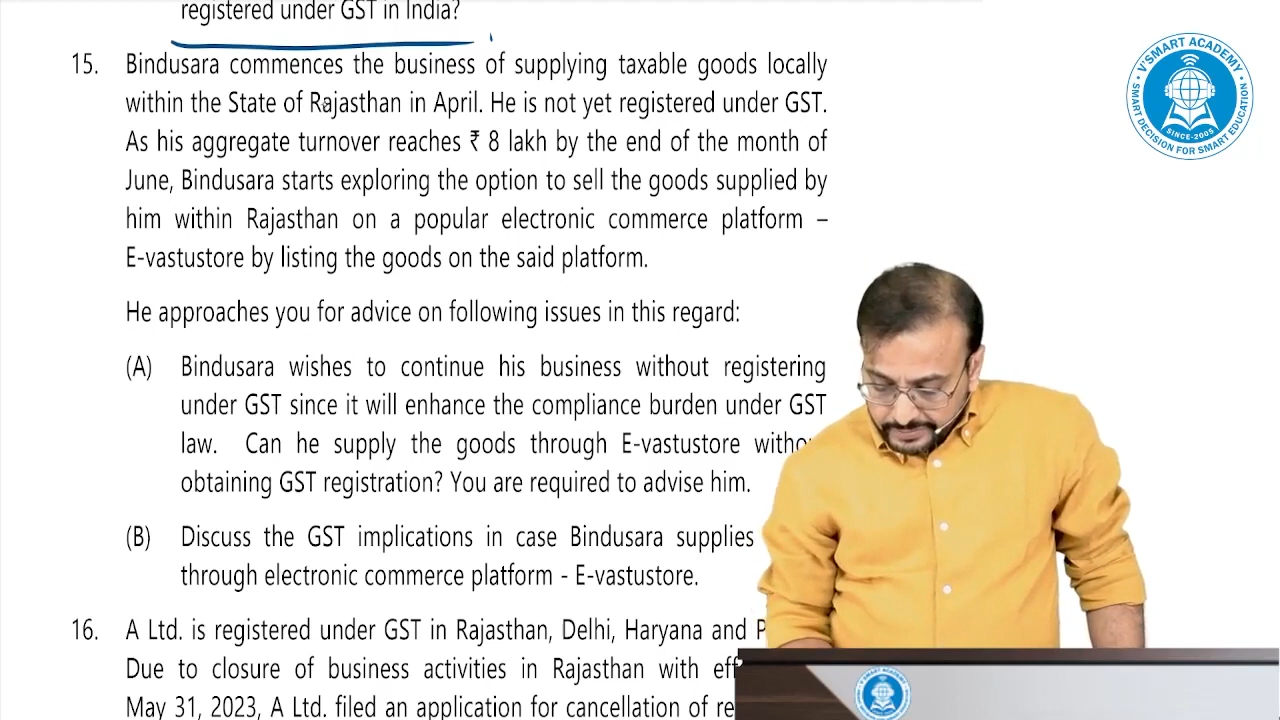 registered under GST in India?
15. Bindusara commences the business of supplying taxable goods locally
within the State of Rajasthan in April. He is not yet registered under GST.
As his aggregate turnover reaches ₹ 8 lakh by the end of the month of
June, Bindusara starts exploring the option to sell the goods supplied by
him within Rajasthan on a popular electronic commerce platform –
E-vastustore by listing the goods on the said platform.
He approaches you for advice on following issues in this regard:
(A) Bindusara wishes to continue his business without registering
under GST since it will enhance the compliance burden under GST
law. Can he supply the goods through E-vastustore
obtaining GST registration? You are required to advise him.
(B) Discuss the GST implications in case Bindusara supplies
through electronic commerce platform - E-vastustore.
16. A Ltd. is registered under GST in Rajasthan, Delhi, Haryana and
Due to closure of business activities in Rajasthan with
May 31, 2023, A Ltd. filed an application for cancellation of
V'SMART ACADEMY
SINCE-2005
SMART DECISION FOR SMART EDUCATION